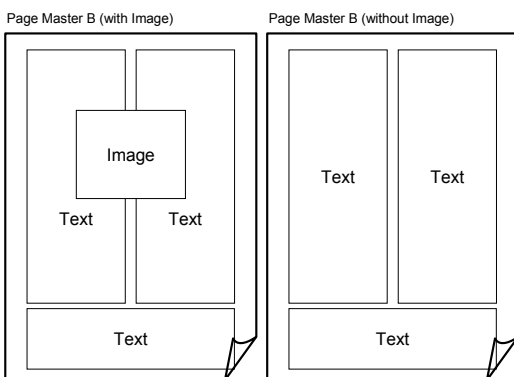 Page Master B (with Image)
Image
Text Text
Text
Page Master B (without Image)
Text Text
Text